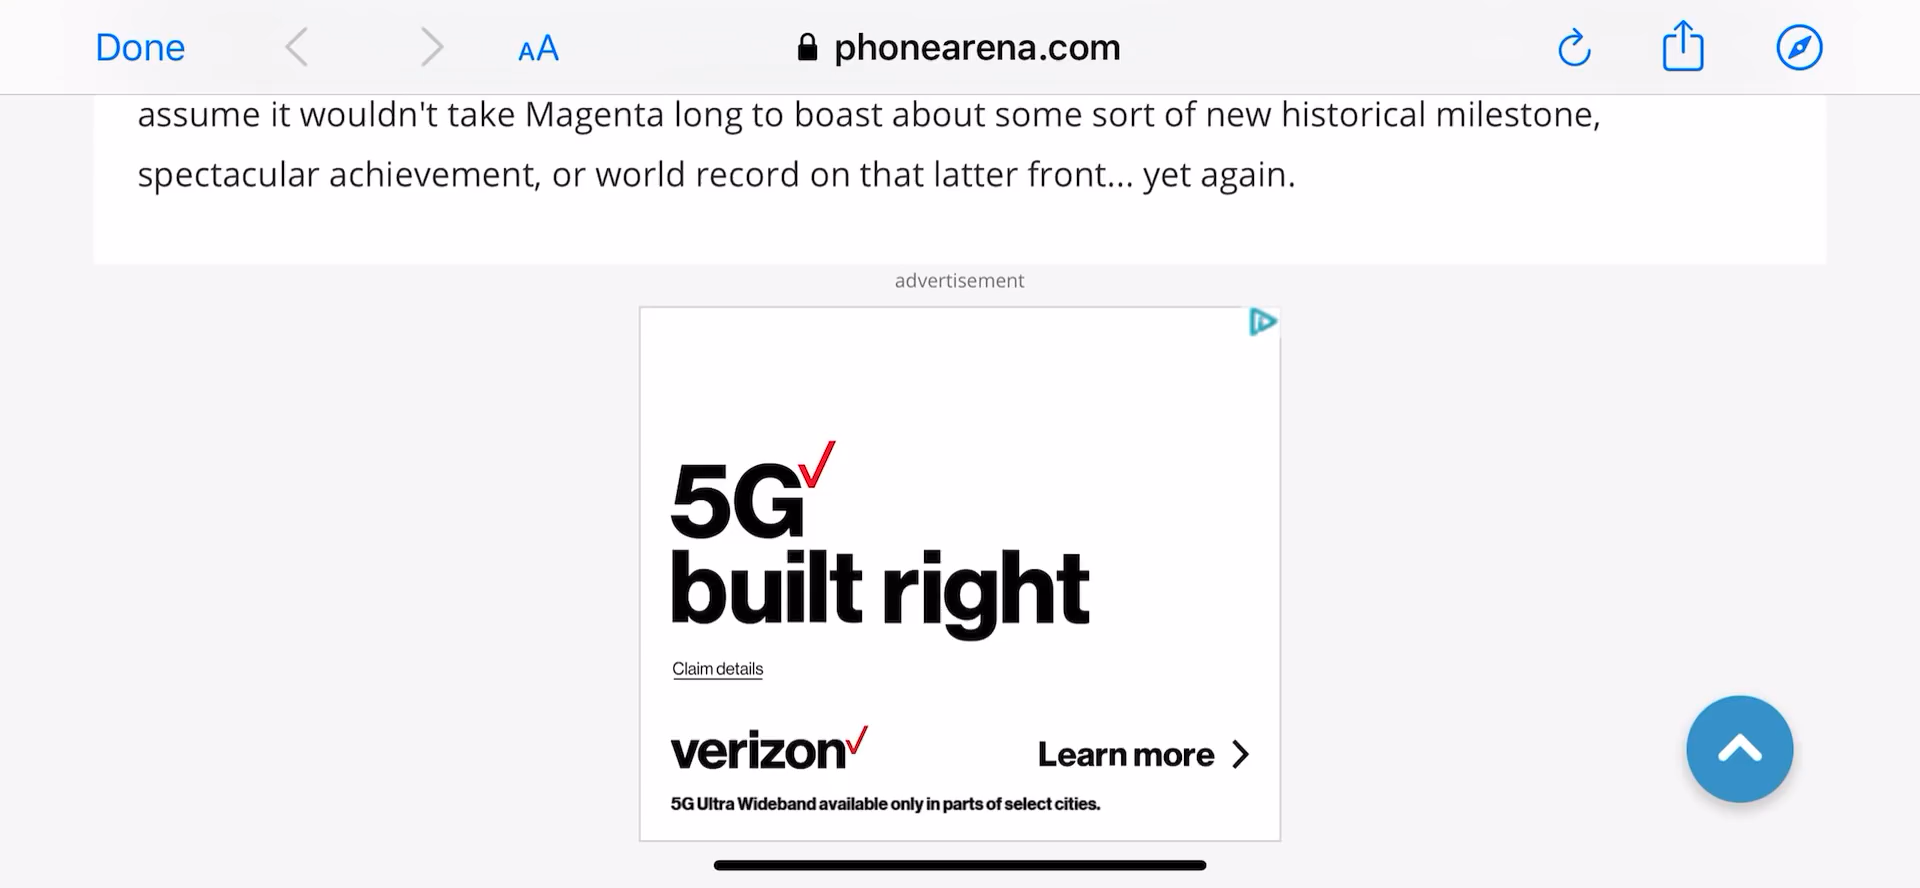 Done
AA
phonearena.com
assume it wouldn't take Magenta long to boast about some sort of new historical milestone,
spectacular achievement, or world record on that latter front... yet again.
advertisement
5G
built right
Claim details
verizon
Learn more
5G Ultra Wideband available only in parts of select cities.